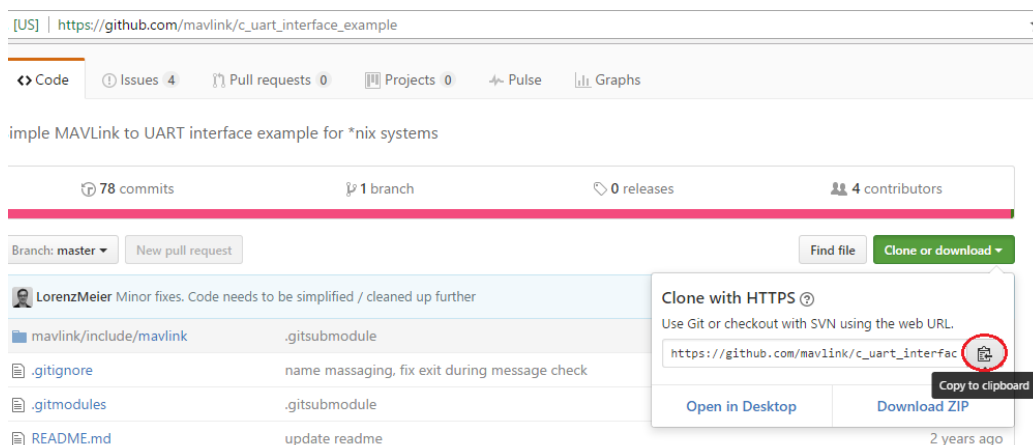 [US] https://github.com/mavlink/c_uart_interface_example
Code Issues 4 Pull requests 0 Projects 0 Pulse Graphs
imple MAVLink to UART interface example for *nix systems
78 commits 1 branch 0 releases 4 contributors
Branch: master New pull request Find file Clone or download
LorenzMeier Minor fixes. Code needs to be simplified / cleaned up further
Clone with HTTPS
Use Git or checkout with SVN using the web URL.
https://github.com/mavlink/c_uart_interfac
Copy to clipboard
Open in Desktop Download ZIP
mavlink/include/mavlink .gitsubmodule
.gitignore name massaging, fix exit during message check
.gitmodules .gitsubmodule
README.md update readme 2 years ago